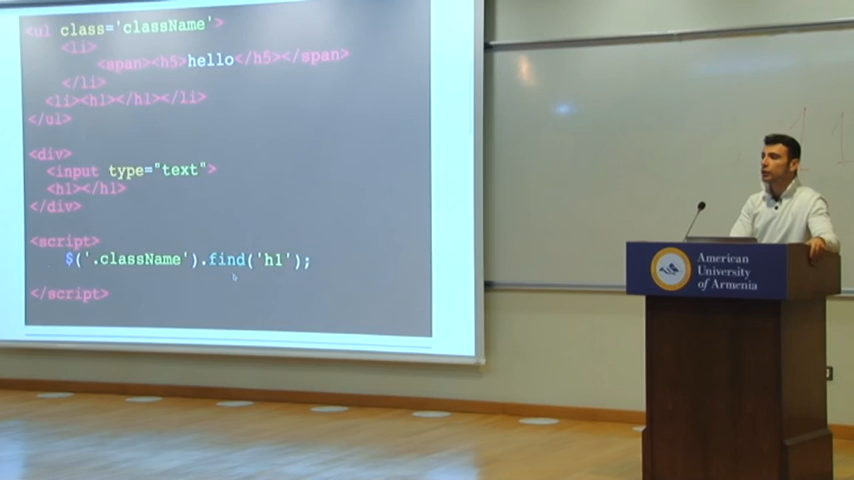 <ul class='className'>
<li>
<span><h5>hello</h5></span>
</li>
<li><h1></h1></li>
</ul>
<div>
<input type="text">
<h1></h1>
</div>
<script>
$('.className').find('h1');
</script>
American
University
of Armenia